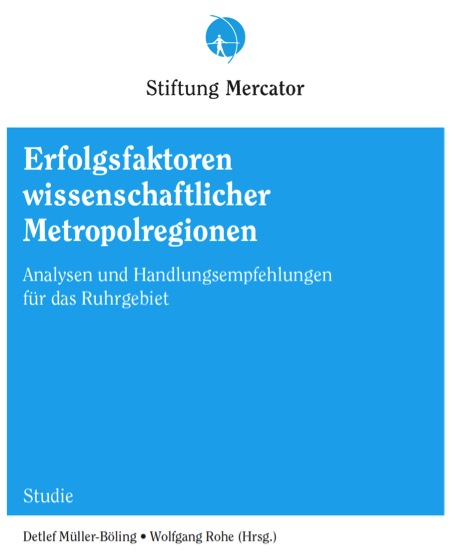 Stiftung Mercator
Erfolgsfaktoren
wissenschaftlicher
Metropolregionen
Analysen und Handlungsempfehlungen
für das Ruhrgebiet
Studie
Detlef Müller-Böling • Wolfgang Rohe (Hrsg.)